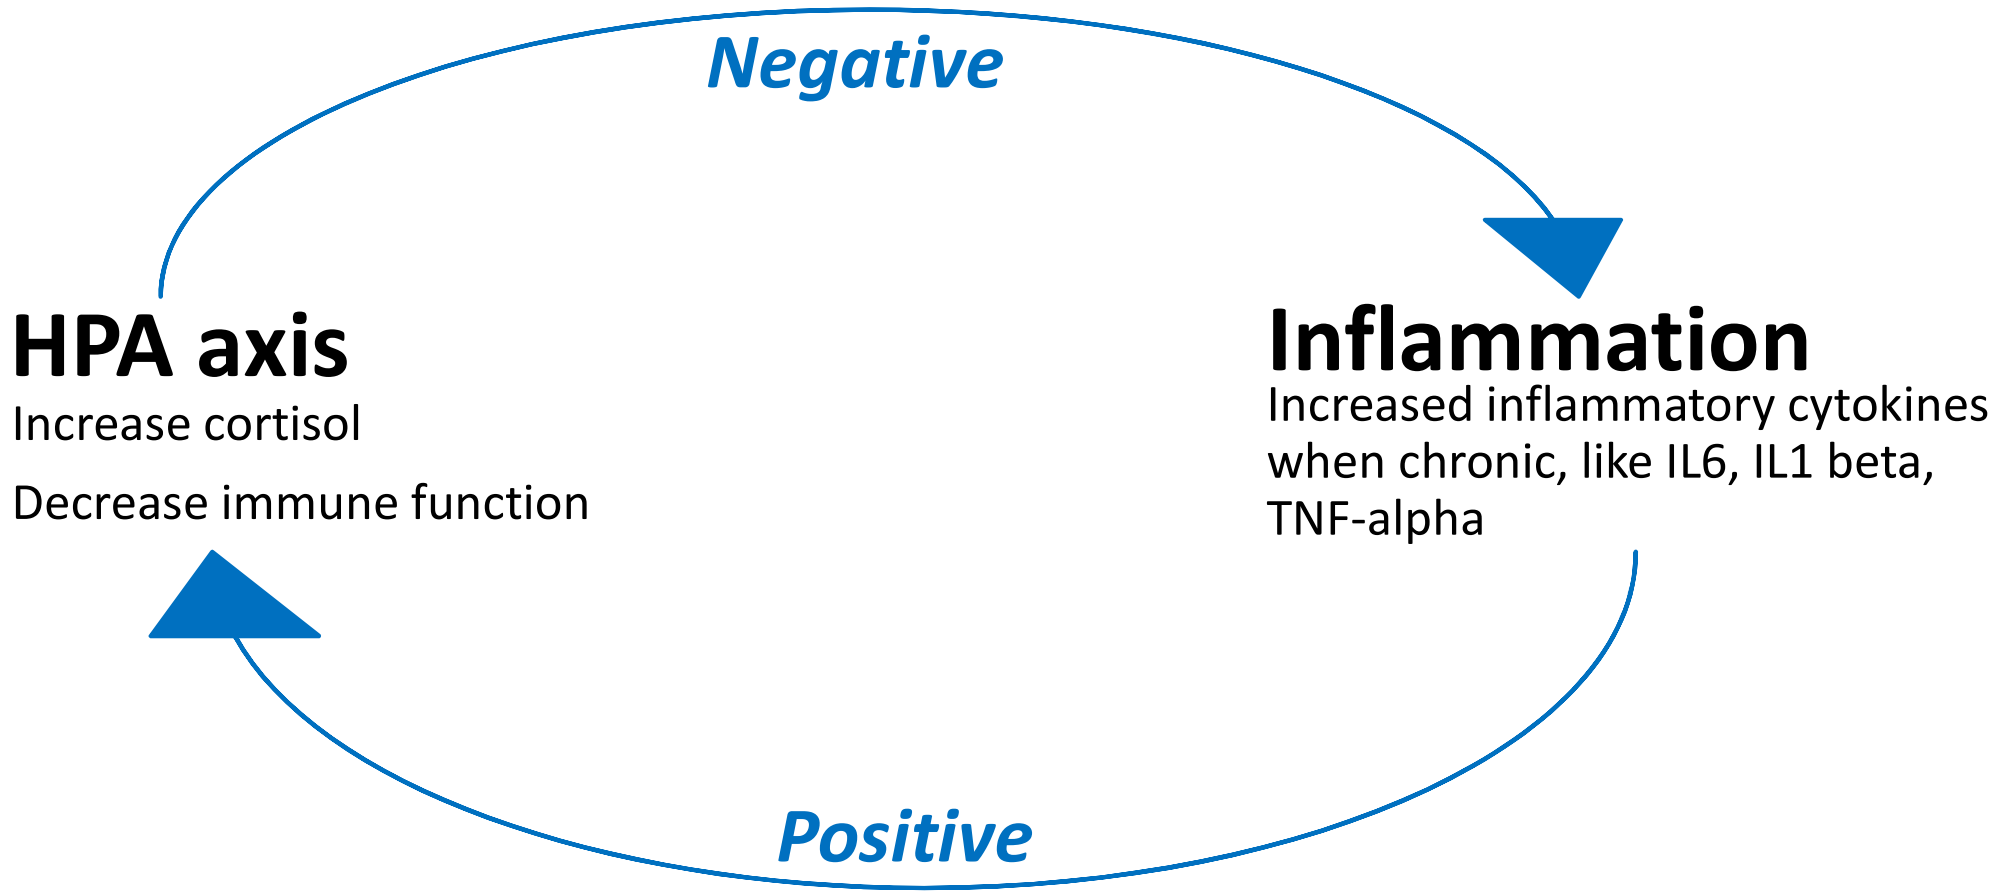 Negative
HPA axis
Increase cortisol
Decrease immune function
Inflammation
Increased inflammatory cytokines
when chronic, like IL6, IL1 beta,
TNF-alpha
Positive